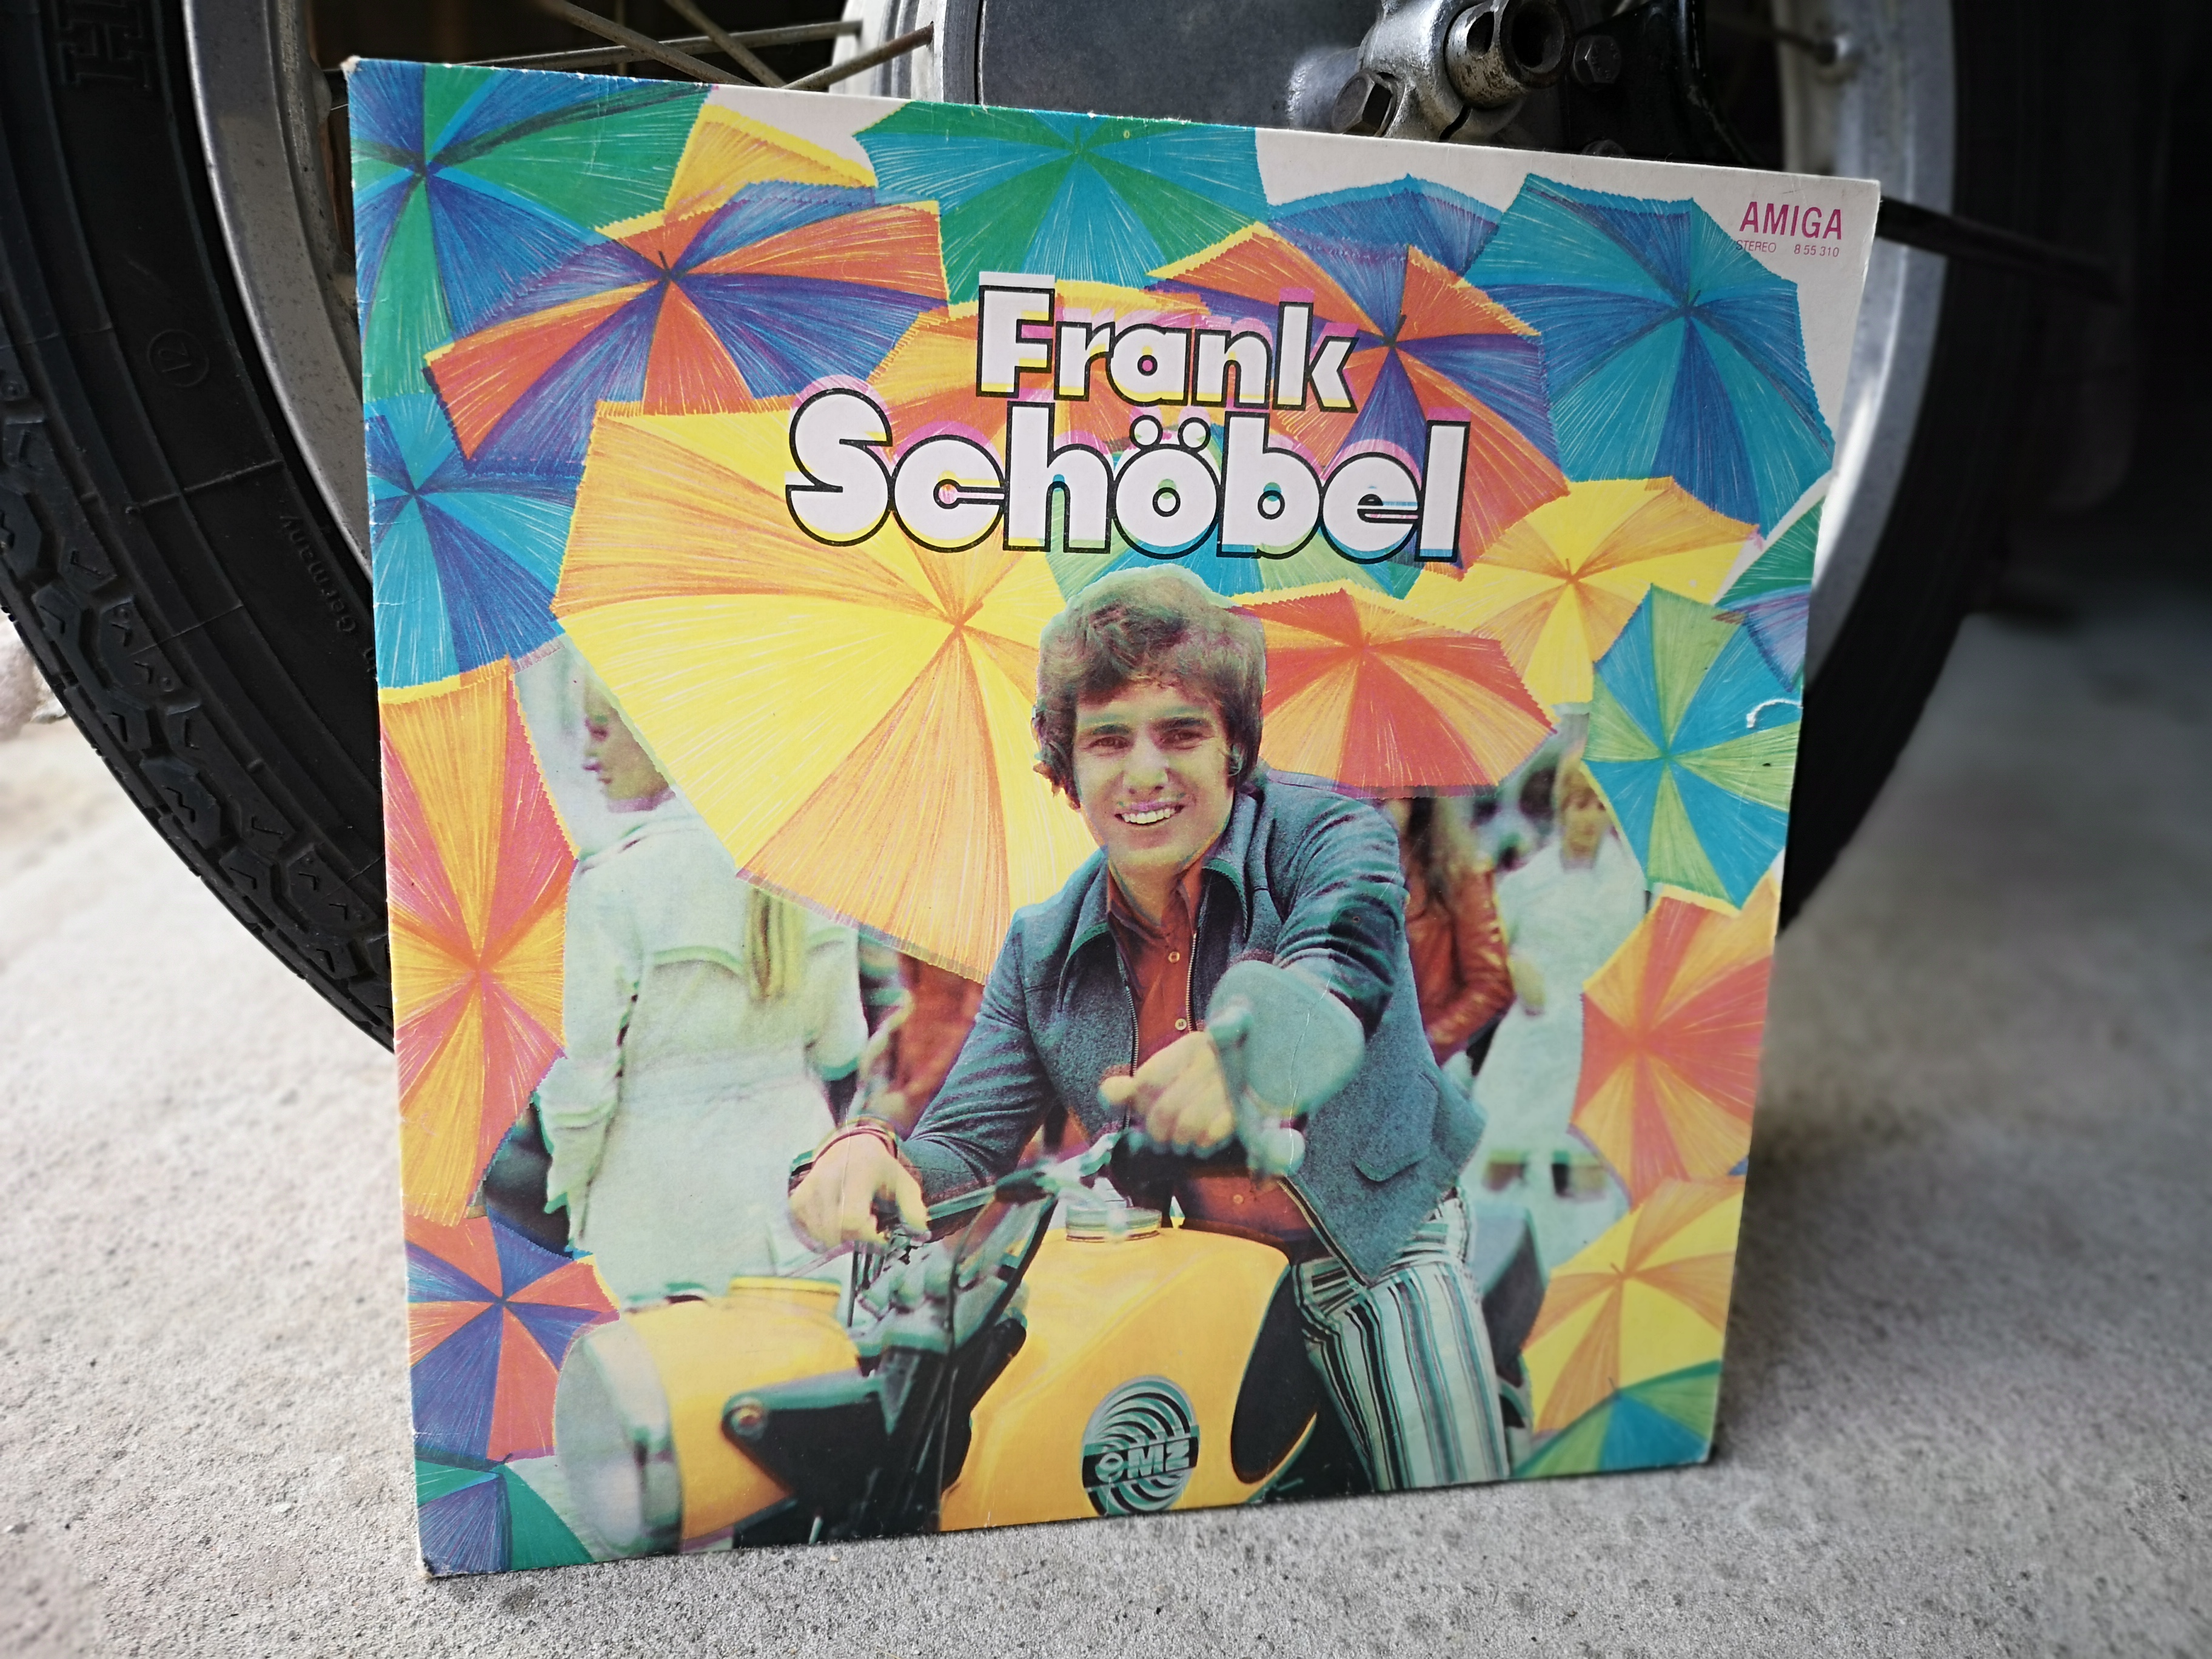 AMIGA
STEREO 8 55 310
Frank
Schöbel
MZ
Germany